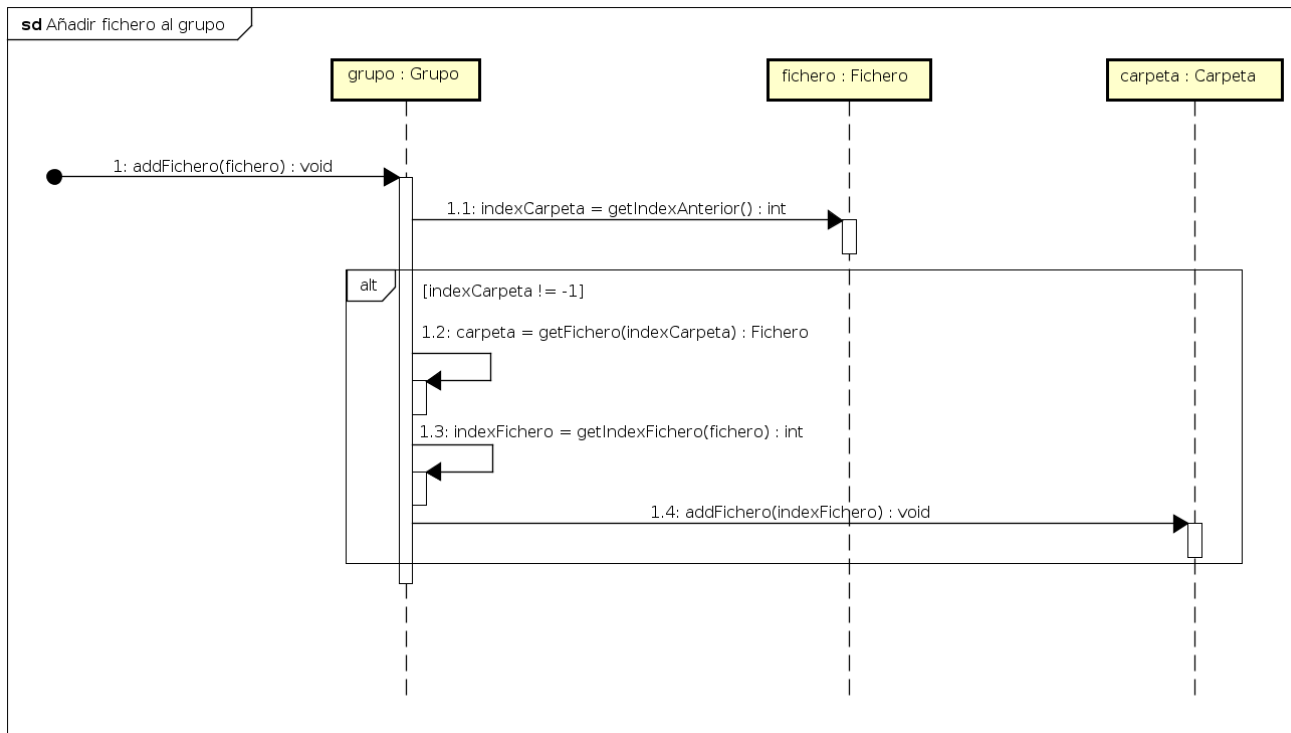 sd Añadir fichero al grupo
grupo : Grupo
fichero : Fichero
carpeta : Carpeta
1: addFichero(fichero) : void
1.1: indexCarpeta = getIndexAnterior() : int
alt
[indexCarpeta != -1]
1.2: carpeta = getFichero(indexCarpeta) : Fichero
1.3: indexFichero = getIndexFichero(fichero) : int
1.4: addFichero(indexFichero) : void